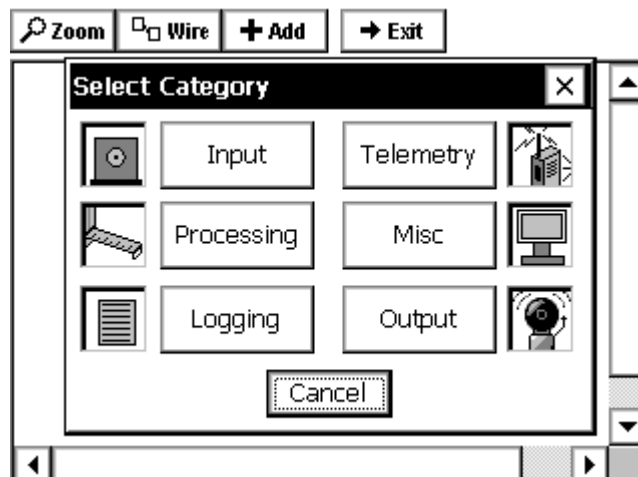 Zoom Wire Add Exit
Select Category
Input Telemetry
Processing Misc
Logging Output
Cancel